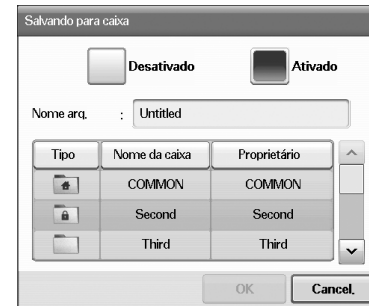 Salvando para caixa
Desativado Ativado
Nome arq. : Untitled
Tipo Nome da caixa Proprietário
COMMON COMMON
Second Second
Third Third
OK Cancel.